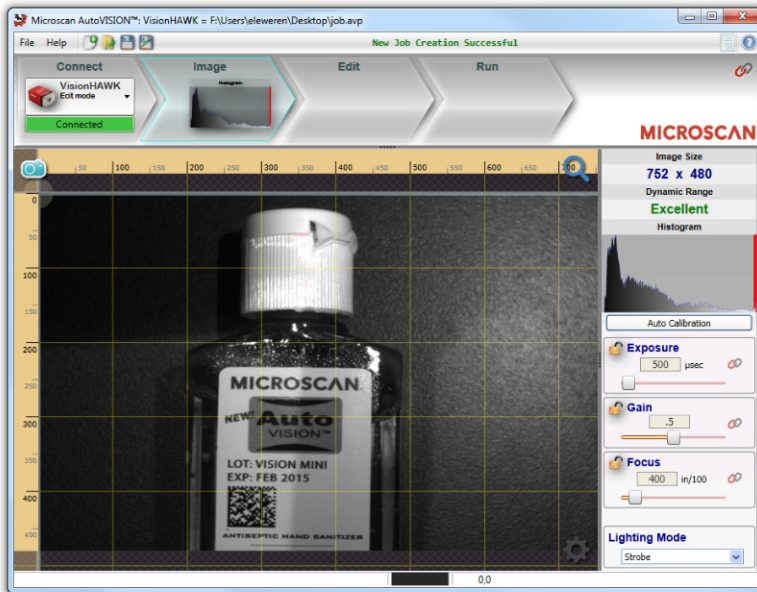 Microscan AutoVISION™: VisionHAWK = F:\Users\eleweren\Desktop\job.avp
File Help New Job Creation Successful
Connect Image Edit Run
VisionHAWK
Edit mode
Connected
Histogram
MICROSCAN
Image Size
752 x 480
Dynamic Range
Excellent
Histogram
Auto Calibration
Exposure
500 µsec
Gain
.5
Focus
400 in/100
Lighting Mode
Strobe
50 100 150 200 250 300 350 400 450 500 550 600 650
0
50
100
150
200
250
300
350
400
450
MICROSCAN
NEW! Auto
VISION™
LOT: VISION MINI
EXP: FEB 2015
ANTISEPTIC HAND SANITIZER
0,0